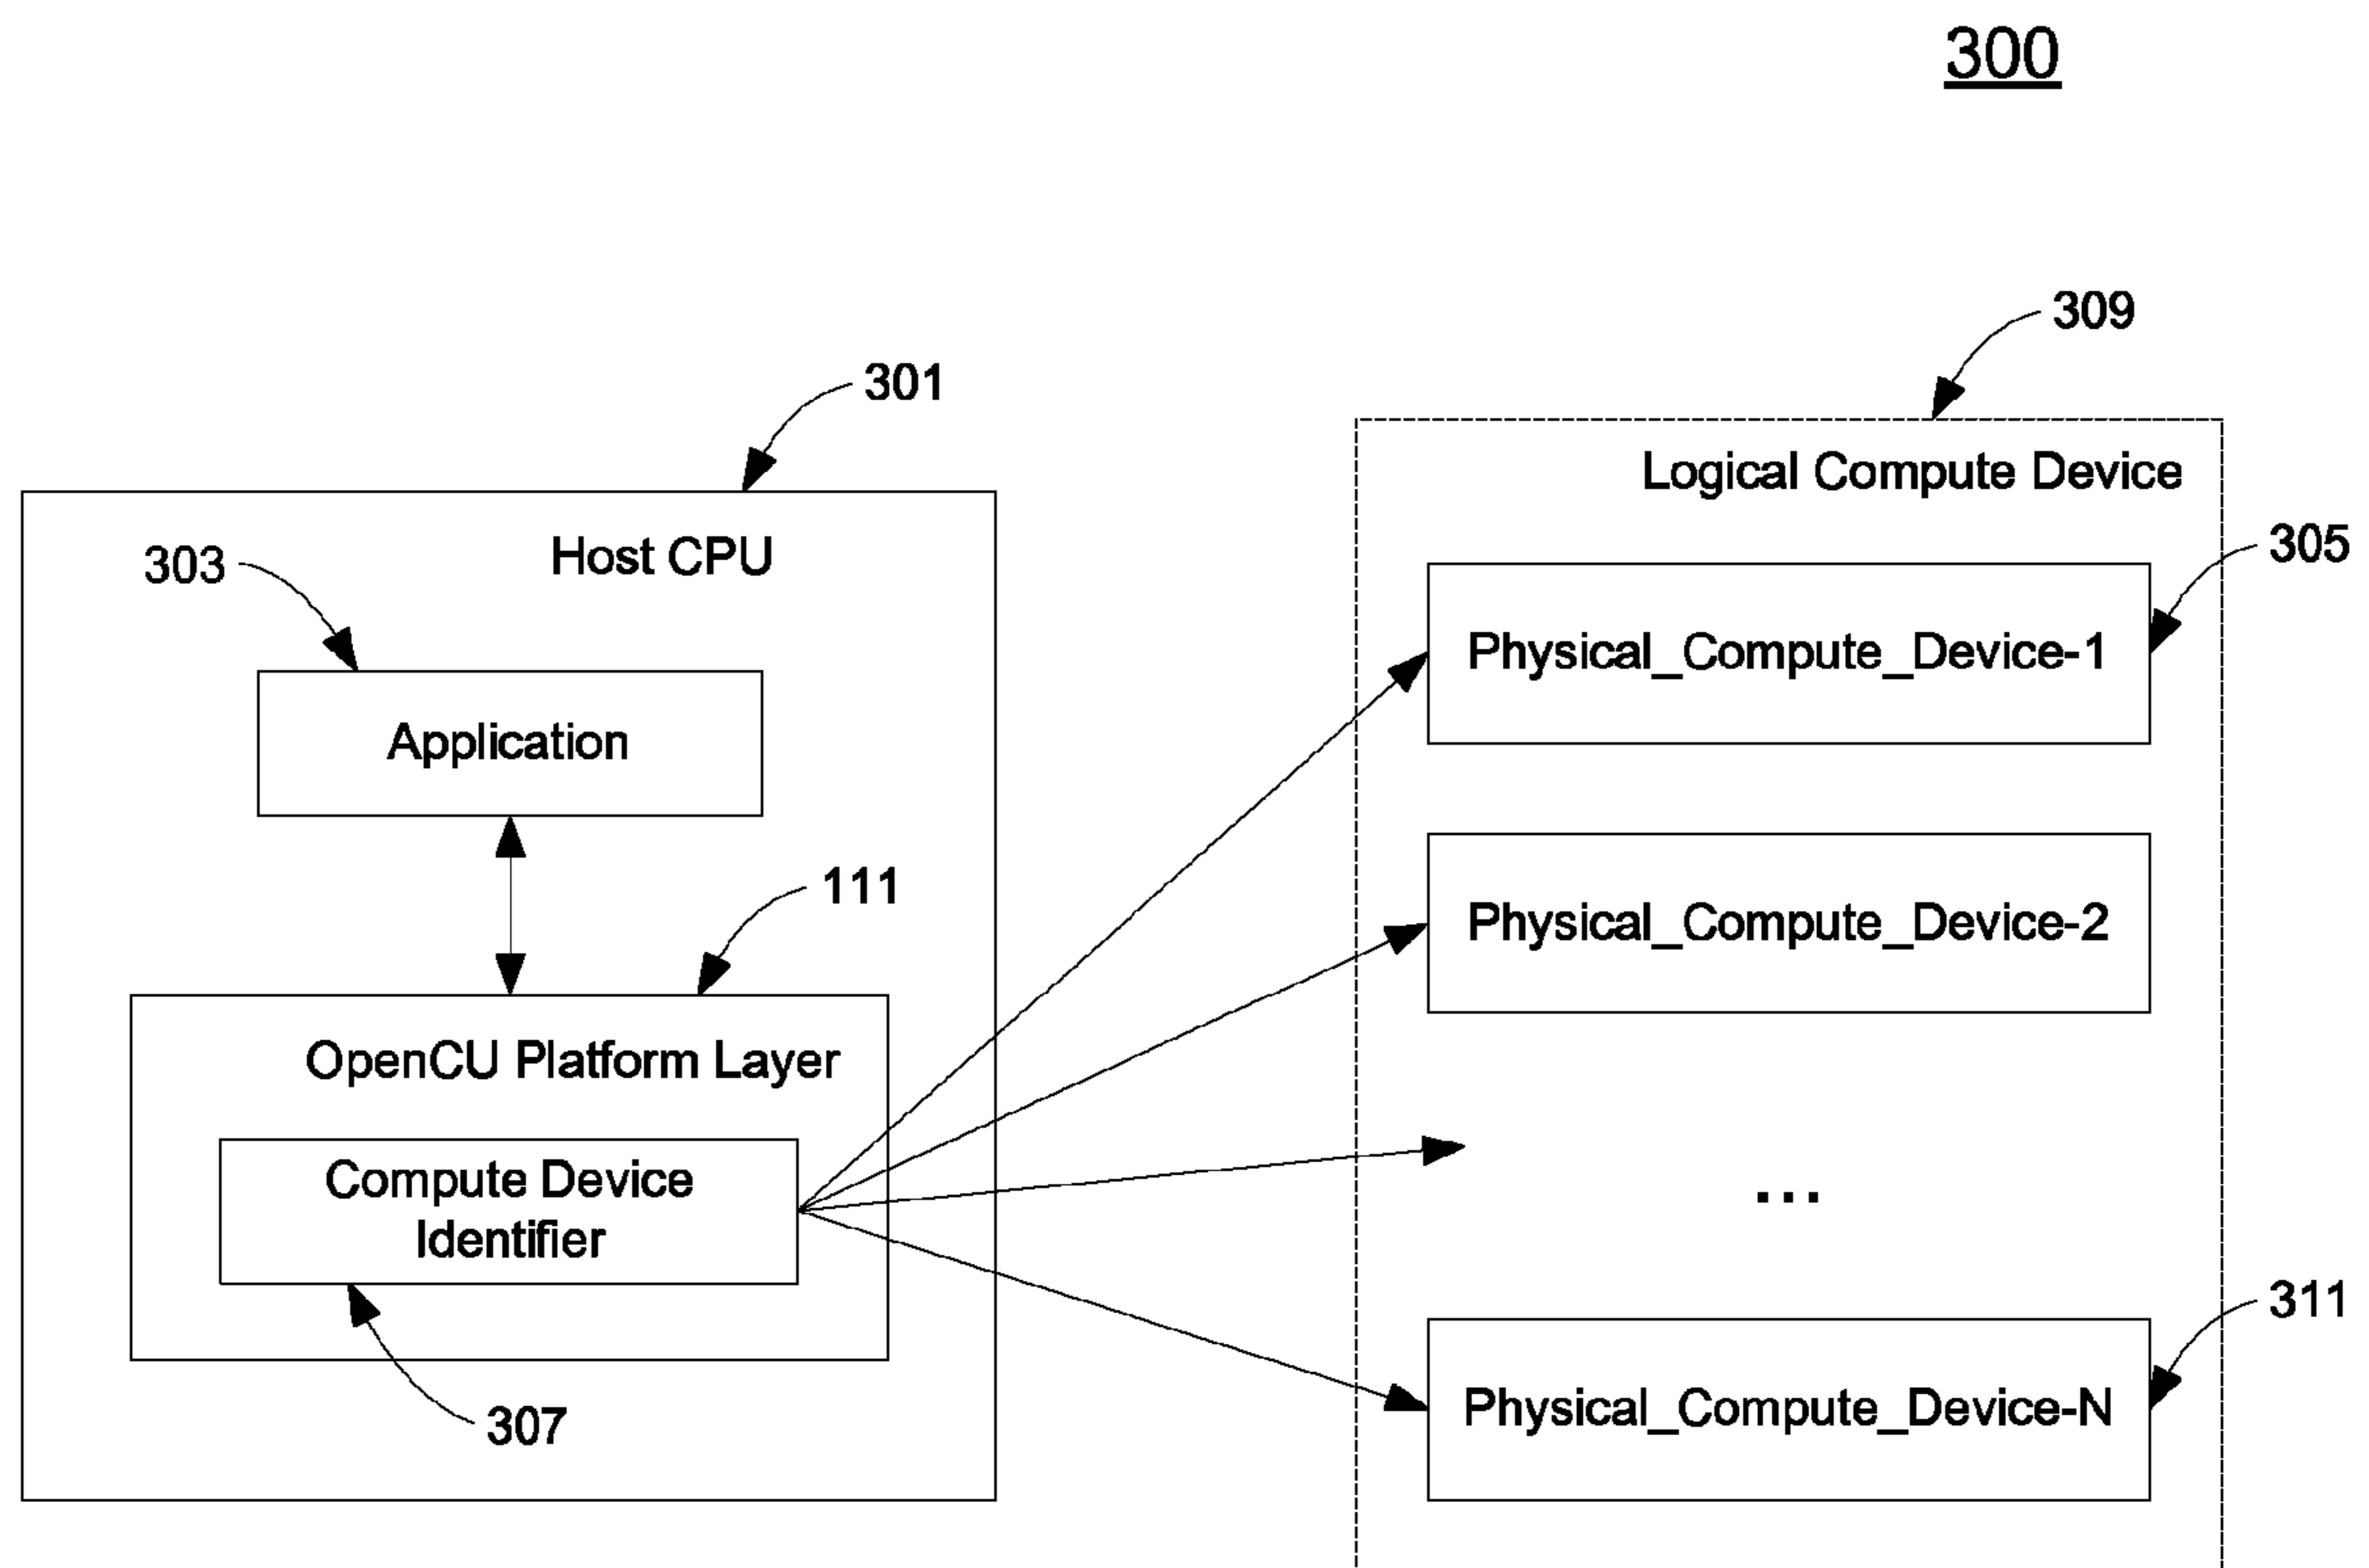 300
309
301
Logical Compute Device
305
Host CPU
303
Physical_Compute_Device-1
Application
111
Physical_Compute_Device-2
OpenCU Platform Layer
Compute Device
Identifier
...
311
Physical_Compute_Device-N
307